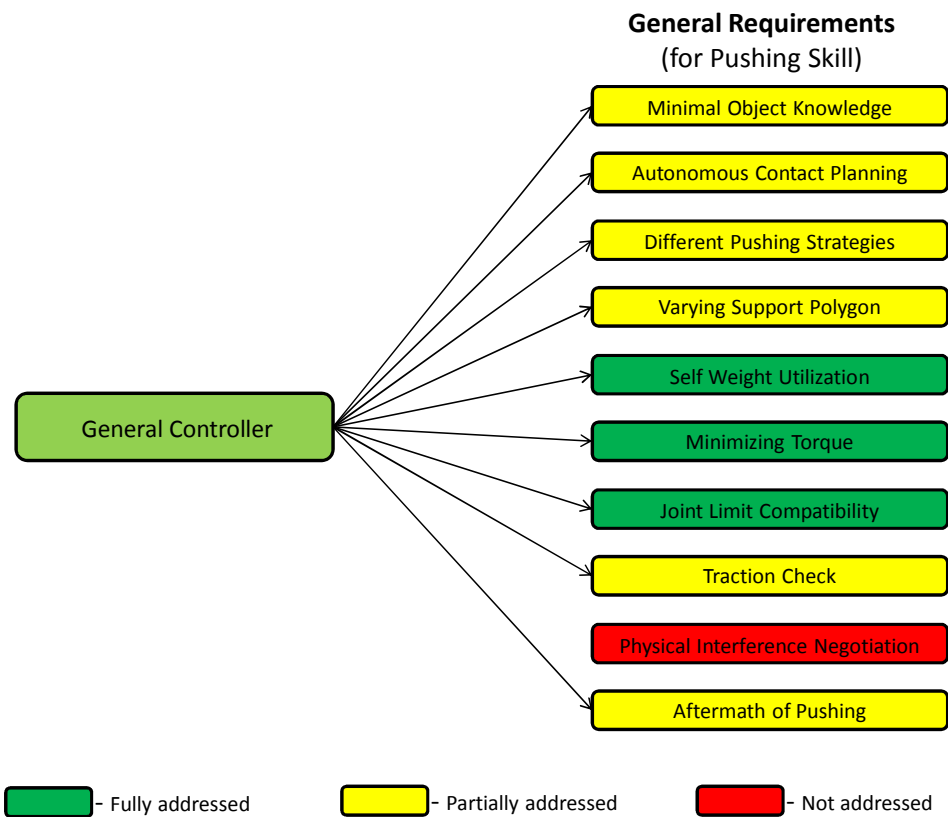 General Requirements
(for Pushing Skill)
Minimal Object Knowledge
Autonomous Contact Planning
Different Pushing Strategies
Varying Support Polygon
Self Weight Utilization
General Controller
Minimizing Torque
Joint Limit Compatibility
Traction Check
Physical Interference Negotiation
Aftermath of Pushing
- Fully addressed
- Partially addressed
- Not addressed